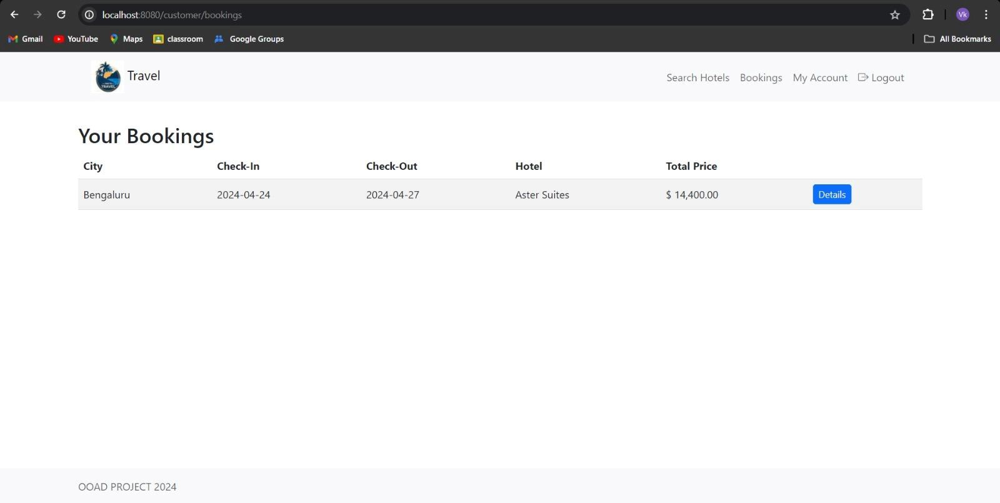 localhost:8080/customer/bookings
Vk
Gmail YouTube Maps classroom Google Groups All Bookmarks
TRAVEL
Travel Search Hotels Bookings My Account Logout
Your Bookings
City Check-In Check-Out Hotel Total Price
Bengaluru 2024-04-24 2024-04-27 Aster Suites $ 14,400.00 Details
OOAD PROJECT 2024